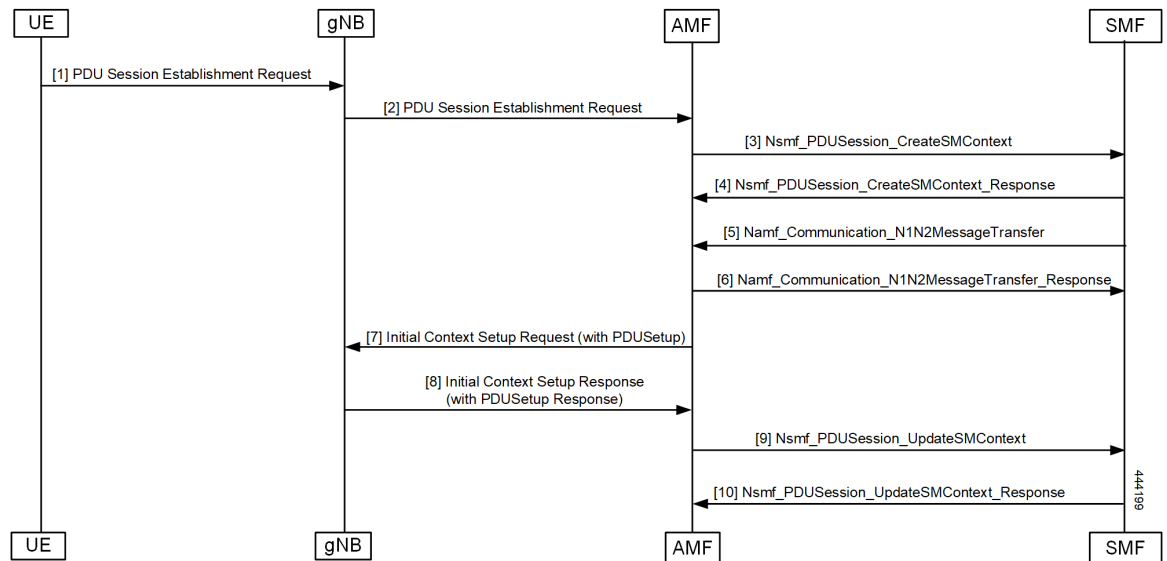 UE
gNB
AMF
SMF
[1] PDU Session Establishment Request
[2] PDU Session Establishment Request
[3] Nsmf_PDUSession_CreateSMContext
[4] Nsmf_PDUSession_CreateSMContext_Response
[5] Namf_Communication_N1N2MessageTransfer
[6] Namf_Communication_N1N2MessageTransfer_Response
[7] Initial Context Setup Request (with PDUSetup)
[8] Initial Context Setup Response
(with PDUSetup Response)
[9] Nsmf_PDUSession_UpdateSMContext
[10] Nsmf_PDUSession_UpdateSMContext_Response
444199
UE
gNB
AMF
SMF